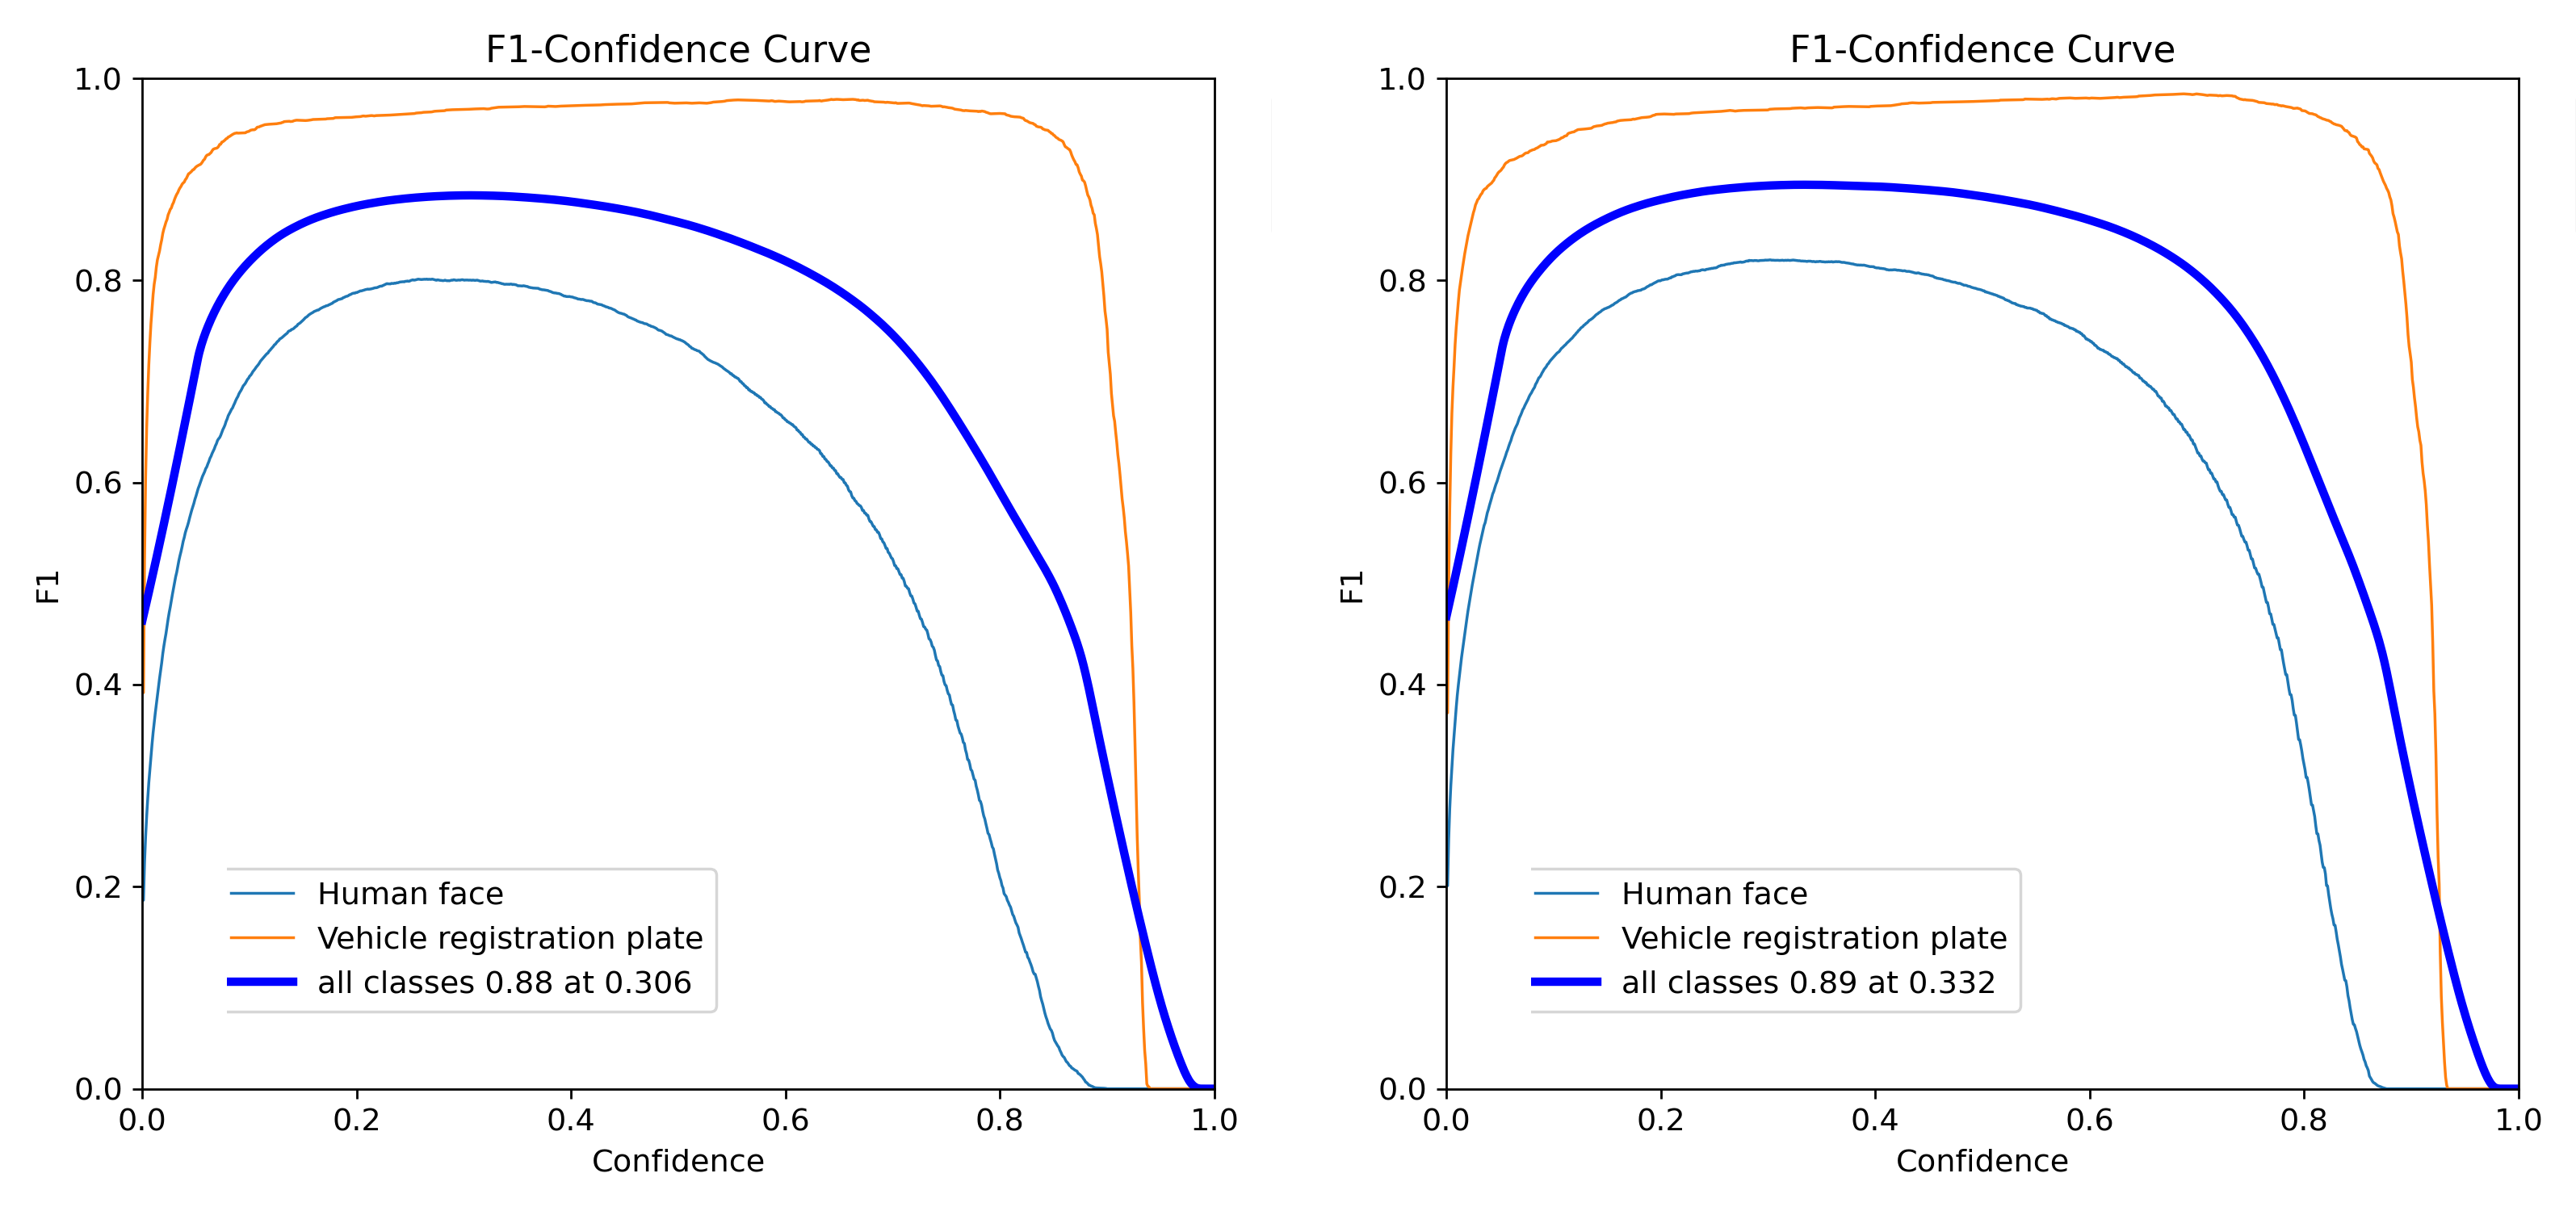 F1-Confidence Curve
1.0
0.8
0.6
0.4
0.2
0.0
F1
Human face
Vehicle registration plate
all classes 0.88 at 0.306
0.0 0.2 0.4 0.6 0.8 1.0
Confidence
F1-Confidence Curve
1.0
0.8
0.6
0.4
0.2
0.0
F1
Human face
Vehicle registration plate
all classes 0.89 at 0.332
0.0 0.2 0.4 0.6 0.8 1.0
Confidence